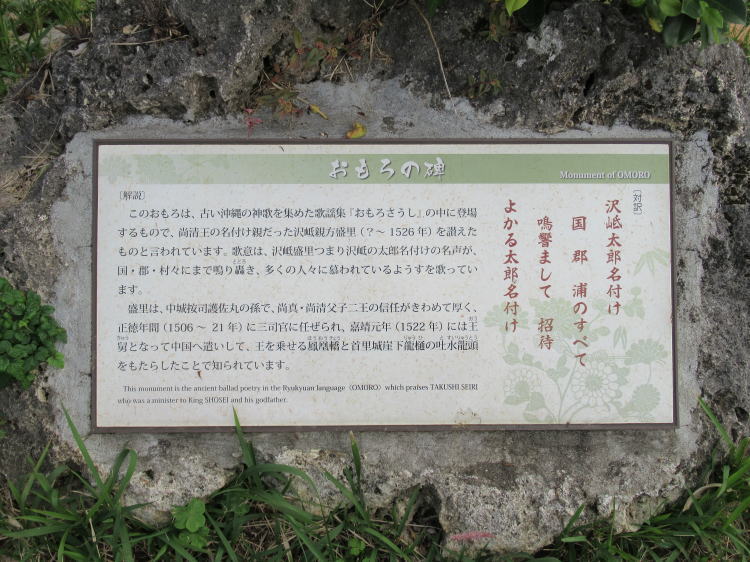 おもろの碑
Monument of OMORO
〔解説〕
このおもろは、古い沖縄の神歌を集めた歌謡集『おもろさうし』の中に登場
するもので、尚清王の名付け親だった沢岻親方盛里（？～ 1526 年）を讃えた
ものと言われています。歌意は、沢岻盛里つまり沢岻の太郎名付けの名声が、
国・郡・村々にまで鳴り轟き、多くの人々に慕われているようすを歌ってい
ます。
盛里は、中城按司護佐丸の孫で、尚真・尚清父子二王の信任がきわめて厚く、
正徳年間（1506 ～ 21 年）に三司官に任ぜられ、嘉靖元年（1522 年）には王
舅となって中国へ遣いして、王を乗せる鳳凰轎と首里城崖下龍樋の吐水龍頭
をもたらしたことで知られています。
This monument is the ancient ballad poetry in the Ryukyuan language（OMORO）which praises TAKUSHI SEIRI
who was a minister to King SHOSEI and his godfather.
〔対訳〕
沢岻太郎名付け
国 郡 浦のすべて
鳴響まして 招待
よかる太郎名付け